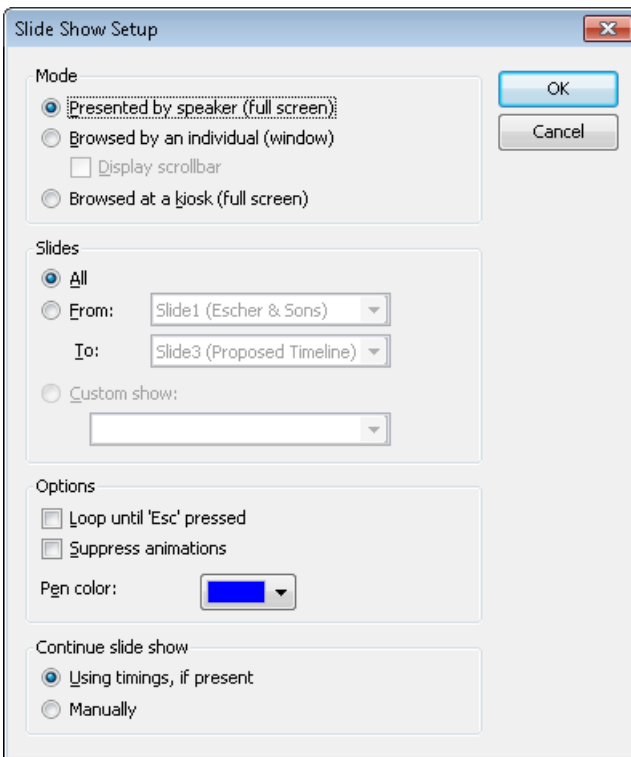 Slide Show Setup
Mode
Presented by speaker (full screen)
Browsed by an individual (window)
Display scrollbar
Browsed at a kiosk (full screen)
OK
Cancel
Slides
All
From: Slide1 (Escher & Sons)
To: Slide3 (Proposed Timeline)
Custom show:
Options
Loop until 'Esc' pressed
Suppress animations
Pen color:
Continue slide show
Using timings, if present
Manually